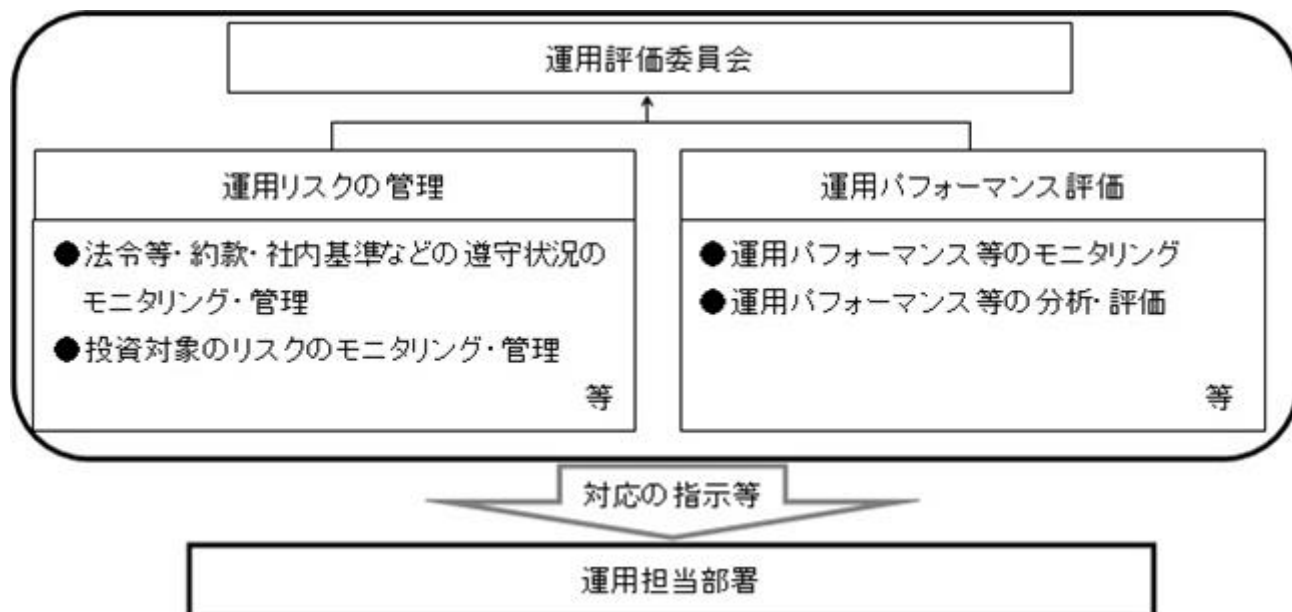 運用評価委員会
運用リスクの管理
●法令等・約款・社内基準などの遵守状況の
モニタリング・管理
●投資対象のリスクのモニタリング・管理
等
運用パフォーマンス評価
●運用パフォーマンス等のモニタリング
●運用パフォーマンス等の分析・評価
等
対応の指示等
運用担当部署